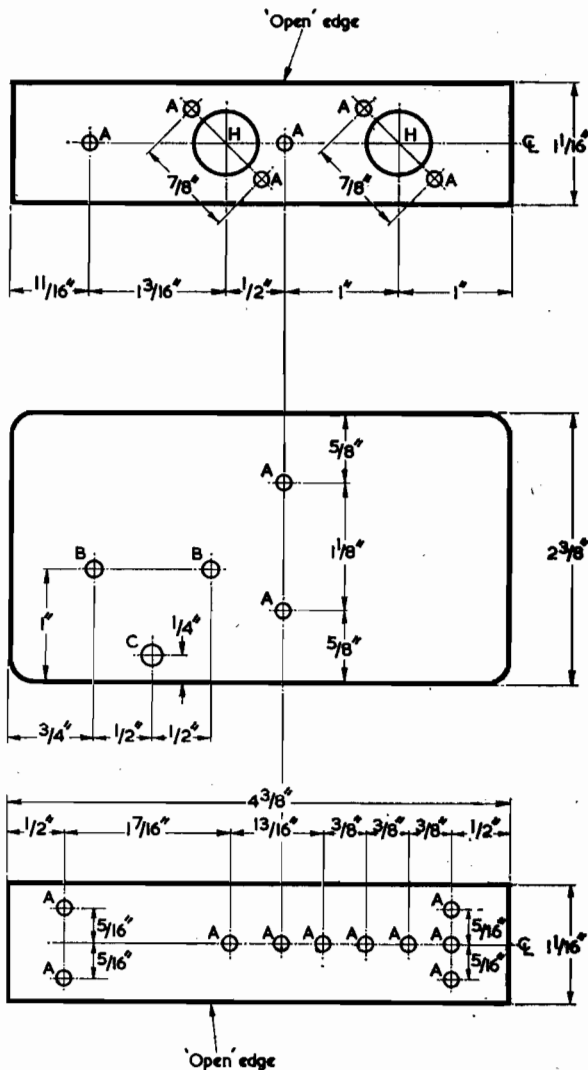 'Open' edge
A A
A H A H ℄ 1 1/16"
A A
7/8" 7/8"
11/16" 1 3/16" 1/2" 1" 1"
5/8"
A
B B 1 1/8" 2 3/8"
A
1" 1/4"
C 5/8"
3/4" 1/2" 1/2"
4 3/8"
1/2" 1 7/16" 13/16" 3/8" 3/8" 3/8" 1/2"
A A
5/16" 5/16"
A A A A A A ℄ 1 1/16"
5/16" 5/16"
A A
'Open' edge